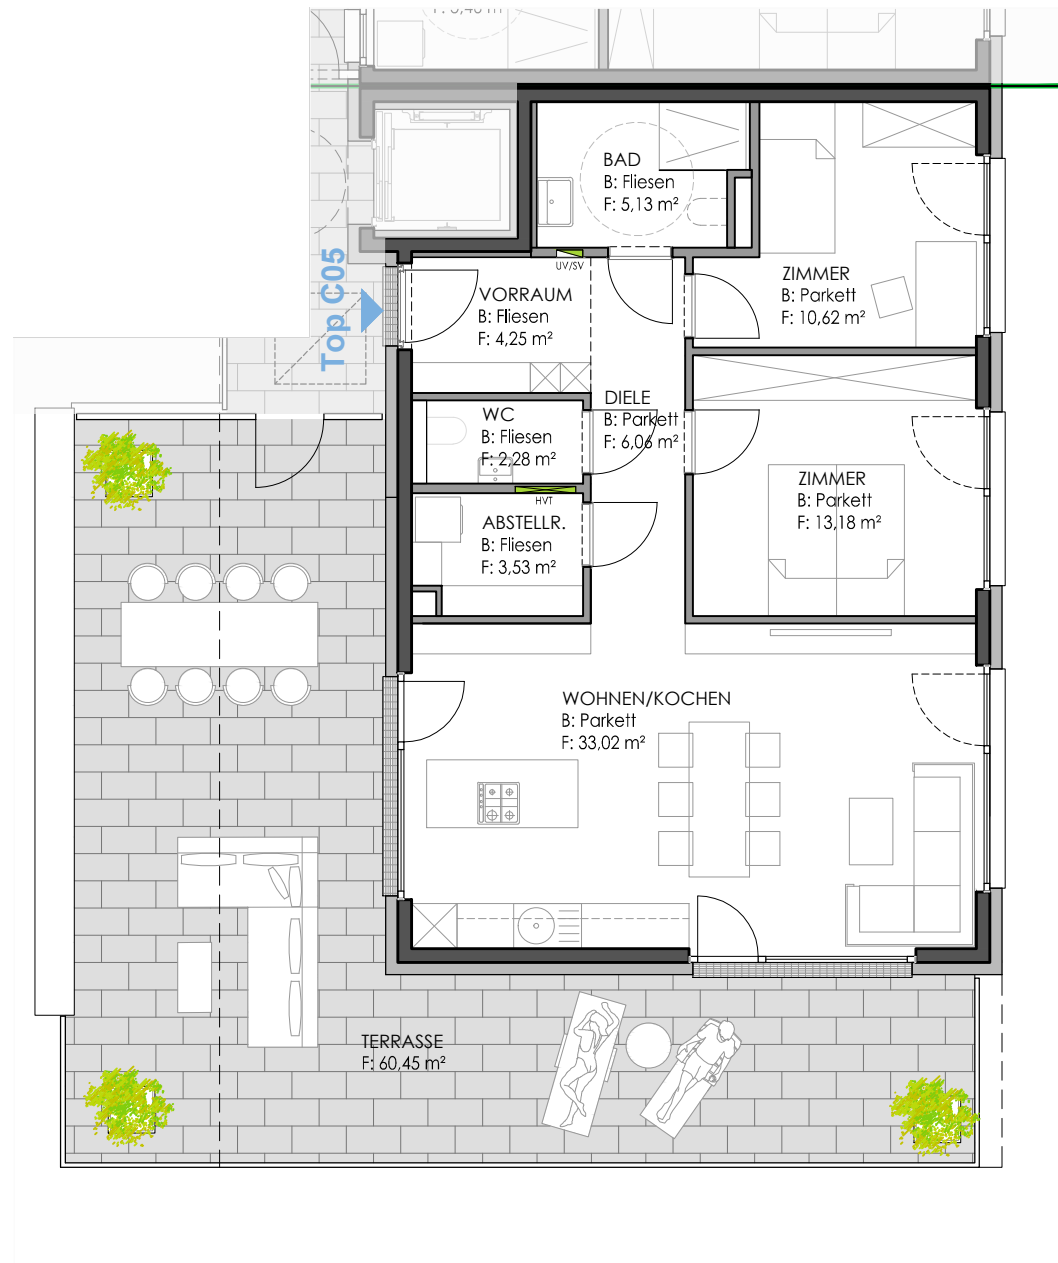 BAD
B: Fliesen
F: 5,13 m²
UV/SV
Top C05
VORRAUM
B: Fliesen
F: 4,25 m²
ZIMMER
B: Parkett
F: 10,62 m²
DIELE
B: Parkett
F: 6,06 m²
WC
B: Fliesen
F: 2,28 m²
HVT
ZIMMER
B: Parkett
F: 13,18 m²
ABSTELLR.
B: Fliesen
F: 3,53 m²
WOHNEN/KOCHEN
B: Parkett
F: 33,02 m²
TERRASSE
F: 60,45 m²